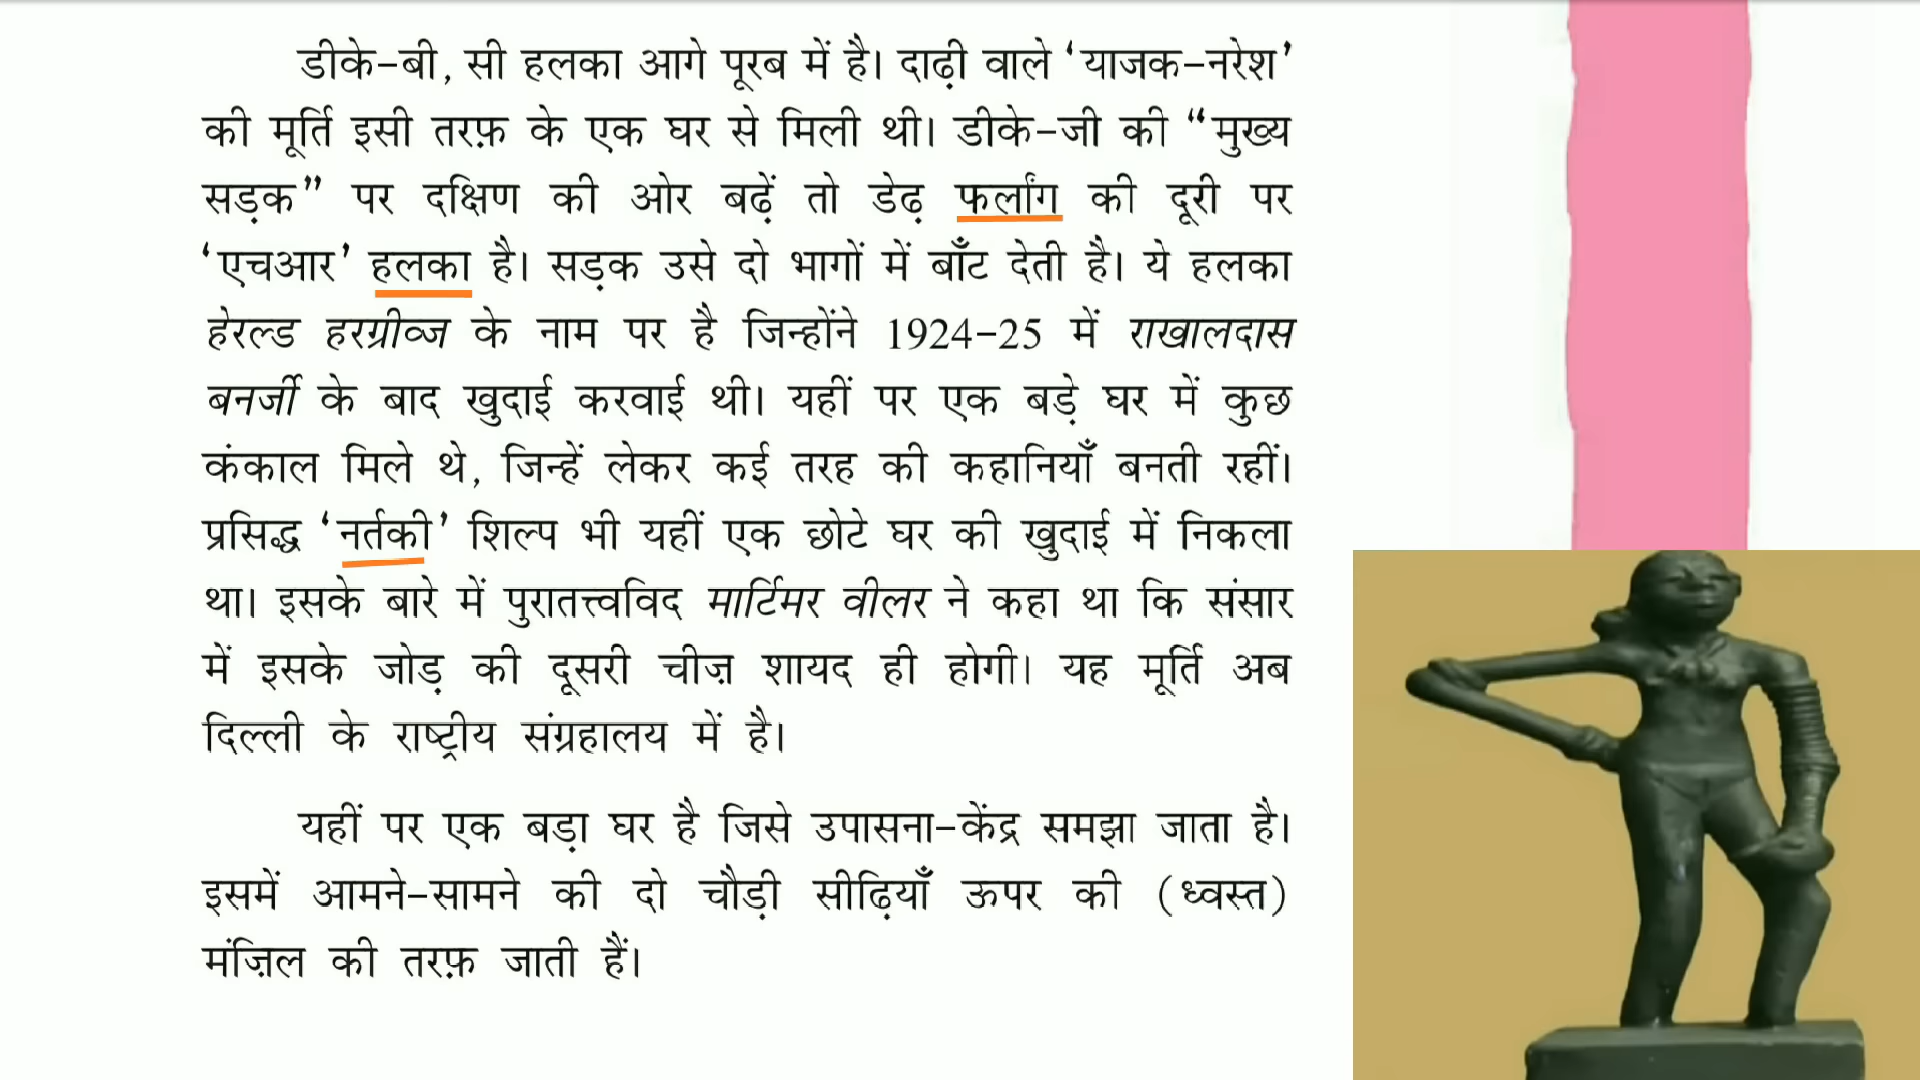 डीके-बी, सी हलका आगे पूरब में है। दाढ़ी वाले ‘याजक-नरेश’
की मूर्ति इसी तरफ़ के एक घर से मिली थी। डीके-जी की “मुख्य
सड़क” पर दक्षिण की ओर बढ़ें तो डेढ़ फर्लांग की दूरी पर
‘एचआर’ हलका है। सड़क उसे दो भागों में बाँट देती है। ये हलका
हेरल्ड हरग्रीव्ज के नाम पर है जिन्होंने 1924-25 में राखालदास
बनर्जी के बाद खुदाई करवाई थी। यहीं पर एक बड़े घर में कुछ
कंकाल मिले थे, जिन्हें लेकर कई तरह की कहानियाँ बनती रहीं।
प्रसिद्ध ‘नर्तकी’ शिल्प भी यहीं एक छोटे घर की खुदाई में निकला
था। इसके बारे में पुरातत्त्वविद मार्टिमर वीलर ने कहा था कि संसार
में इसके जोड़ की दूसरी चीज़ शायद ही होगी। यह मूर्ति अब
दिल्ली के राष्ट्रीय संग्रहालय में है।
यहीं पर एक बड़ा घर है जिसे उपासना-केंद्र समझा जाता है।
इसमें आमने-सामने की दो चौड़ी सीढ़ियाँ ऊपर की (ध्वस्त)
मंज़िल की तरफ़ जाती हैं।